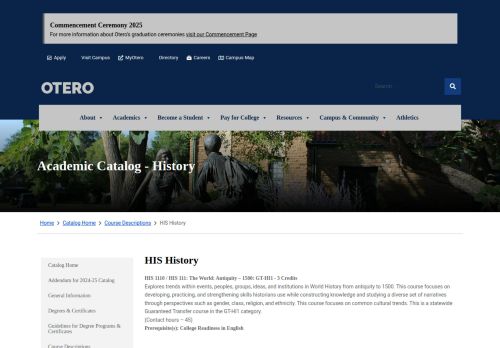 Commencement Ceremony 2025
For more information about Otero's graduation ceremonies visit our Commencement Page
Apply Visit Campus MyOtero Directory Careers Campus Map
OTERO
Search
About Academics Become a Student Pay for College Resources Campus & Community Athletics
Academic Catalog - History
Home Catalog Home Course Descriptions HIS History
Catalog Home
Addendum for 2024-25 Catalog
General Information
Degrees & Certificates
Guidelines for Degree Programs &
Certificates
Course Descriptions
HIS History
HIS 1110 / HIS 111: The World: Antiquity – 1500: GT-HI1 - 3 Credits
Explores trends within events, peoples, groups, ideas, and institutions in World History from antiquity to 1500. This course focuses on
developing, practicing, and strengthening skills historians use while constructing knowledge and studying a diverse set of narratives
through perspectives such as gender, class, religion, and ethnicity. This course focuses on common cultural trends. This is a statewide
Guaranteed Transfer course in the GT-HI1 category.
(Contact hours – 45)
Prerequisite(s): College Readiness in English